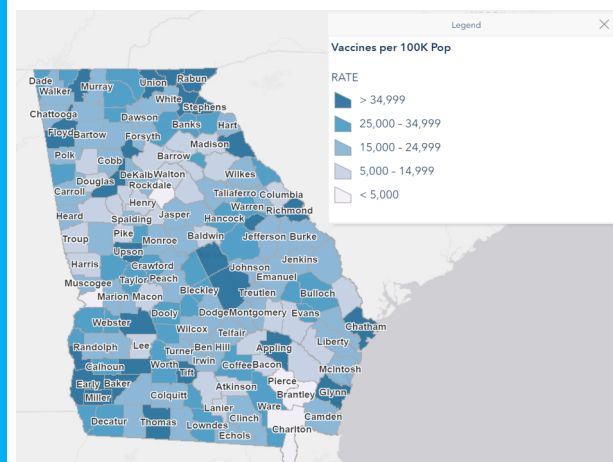 Legend
Vaccines per 100K Pop
RATE
> 34,999
25,000 - 34,999
15,000 - 24,999
5,000 - 14,999
< 5,000
Dade
Walker
Murray
Union
Rabun
White
Stephens
Chattooga
Dawson
Banks
Hart
Floyd
Bartow
Forsyth
Madison
Polk
Cobb
Barrow
DeKalb
Walton
Wilkes
Douglas
Rockdale
Carroll
Taliaferro
Columbia
Henry
Warren
Richmond
Heard
Spalding
Jasper
Hancock
Troup
Pike
Monroe
Baldwin
Jefferson
Burke
Upson
Harris
Crawford
Johnson
Jenkins
Muscogee
Taylor
Peach
Emanuel
Marion
Macon
Bleckley
Treutlen
Bulloch
Webster
Dooly
Dodge
Montgomery
Evans
Chatham
Wilcox
Telfair
Randolph
Lee
Turner
Ben Hill
Appling
Liberty
Calhoun
Worth
Irwin
Tift
Coffee
Bacon
McIntosh
Early
Baker
Atkinson
Pierce
Brantley
Glynn
Miller
Colquitt
Lanier
Ware
Decatur
Thomas
Lowndes
Clinch
Camden
Echols
Charlton